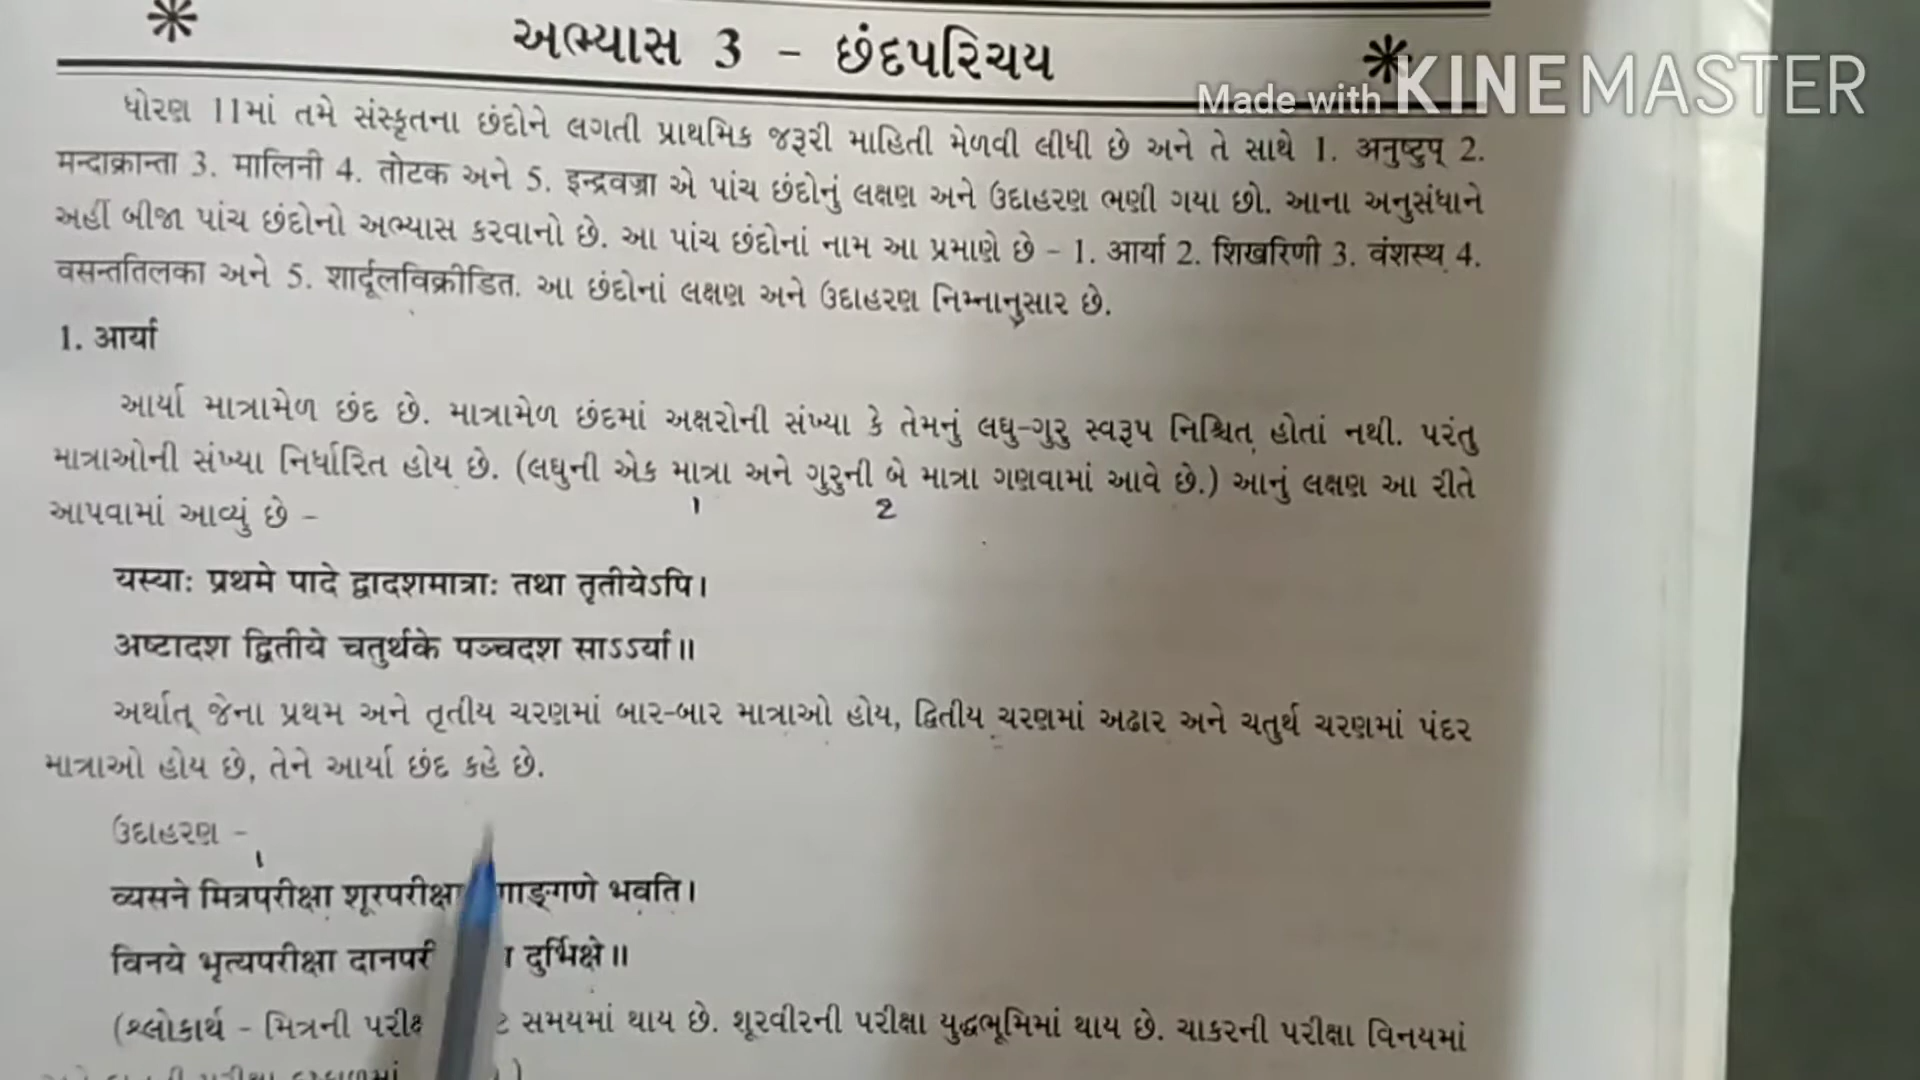 અભ્યાસ 3 - છંદપરિચય
Made with KINEMASTER
ધોરણ 11માં તમે સંસ્કૃતના છંદોને લગતી પ્રાથમિક જરૂરી માહિતી મેળવી લીધી છે અને તે સાથે 1. अनुष्टुप् 2.
मन्दाक्रान्ता 3. मालिनी 4. तोटक અને 5. इन्द्रवज्रा એ પાંચ છંદોનું લક્ષણ અને ઉદાહરણ ભણી ગયા છો. આના અનુસંધાને
અહીં બીજા પાંચ છંદોનો અભ્યાસ કરવાનો છે. આ પાંચ છંદોનાં નામ આ પ્રમાણે છે - 1. आर्या 2. शिखरिणी 3. वंशस्थ 4.
वसन्ततिलका અને 5. शार्दूलविक्रीडित. આ છંદોનાં લક્ષણ અને ઉદાહરણ નિમ્નાનુસાર છે.
1. आर्या
આર્યા માત્રામેળ છંદ છે. માત્રામેળ છંદમાં અક્ષરોની સંખ્યા કે તેમનું લઘુ-ગુરુ સ્વરૂપ નિશ્ચિત હોતાં નથી. પરંતુ
માત્રાઓની સંખ્યા નિર્ધારિત હોય છે. (લઘુની એક માત્રા અને ગુરુની બે માત્રા ગણવામાં આવે છે.) આનું લક્ષણ આ રીતે
આપવામાં આવ્યું છે -
1 2
यस्याः प्रथमे पादे द्वादशमात्राः तथा तृतीयेऽपि।
अष्टादश द्वितीये चतुर्थके पञ्चदश साऽऽर्या॥
અર્થાત્ જેના પ્રથમ અને તૃતીય ચરણમાં બાર-બાર માત્રાઓ હોય, દ્વિતીય ચરણમાં અઢાર અને ચતુર્થ ચરણમાં પંદર
માત્રાઓ હોય છે, તેને આર્યા છંદ કહે છે.
ઉદાહરણ -
1
व्यसने मित्रपरीक्षा शूरपरीक्षा भवति।
विनये भृत्यपरीक्षा दुर्भिक्षे॥
(શ્લોકાર્થ - મિત્રની સમયમાં થાય છે. શૂરવીરની પરીક્ષા યુદ્ધભૂમિમાં થાય છે. ચાકરની પરીક્ષા વિનયમાં